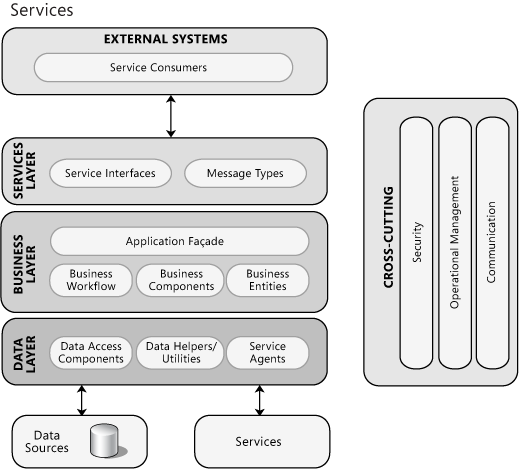 Services
EXTERNAL SYSTEMS
Service Consumers
SERVICES
LAYER
Service Interfaces
Message Types
BUSINESS
LAYER
Application Façade
Business
Workflow
Business
Components
Business
Entities
DATA
LAYER
Data Access
Components
Data Helpers/
Utilities
Service
Agents
Data
Sources
Services
CROSS-CUTTING
Security
Operational Management
Communication